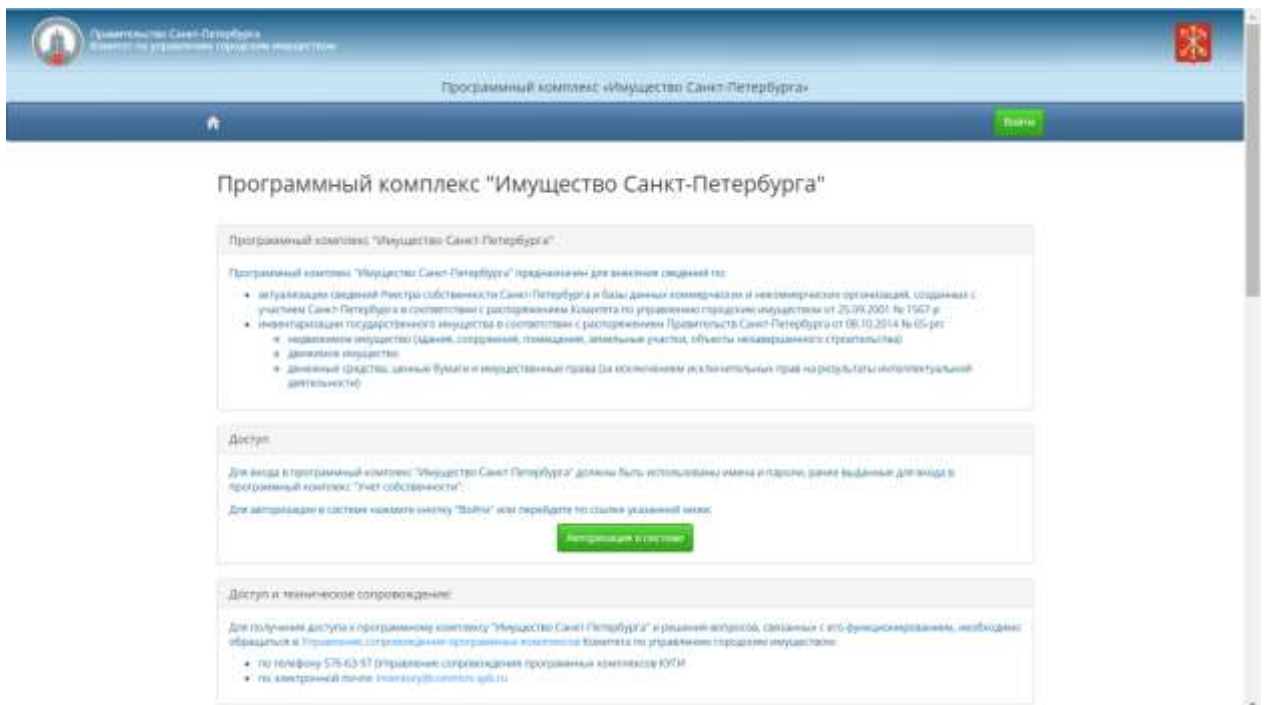 Правительство Санкт-Петербурга
Комитет по управлению городским имуществом
Программный комплекс «Имущество Санкт-Петербурга»
Войти
Программный комплекс "Имущество Санкт-Петербурга"
Программный комплекс "Имущество Санкт-Петербурга"
Программный комплекс "Имущество Санкт-Петербурга" предназначен для внесения сведений по:
актуализации сведений Реестра собственности Санкт-Петербурга и базы данных коммерческих и некоммерческих организаций, созданных с
участием Санкт-Петербурга в соответствии с распоряжением Комитета по управлению городским имуществом от 25.09.2001 № 1567-р
инвентаризации государственного имущества в соответствии с распоряжением Правительств Санкт-Петербурга от 08.10.2014 № 65-рп:
недвижимое имущество (здания, сооружения, помещения, земельные участки, объекты незавершенного строительства)
движимое имущество
денежные средства, ценные бумаги и имущественные права (за исключением исключительных прав на результаты интеллектуальной
деятельности)
Доступ
Для входа в программный комплекс "Имущество Санкт-Петербурга" должны быть использованы имена и пароли, ранее выданные для входа в
программный комплекс "Учет собственности".
Для авторизации в системе нажмите кнопку "Войти" или перейдите по ссылке указанной ниже:
Авторизация в системе
Доступ и техническое сопровождение:
Для получения доступа к программному комплексу "Имущество Санкт-Петербурга" и решения вопросов, связанных с его функционированием, необходимо
обращаться в Управление сопровождения программных комплексов Комитета по управлению городским имуществом:
по телефону 576-63-97 (Управление сопровождения программных комплексов КУГИ
по электронной почте